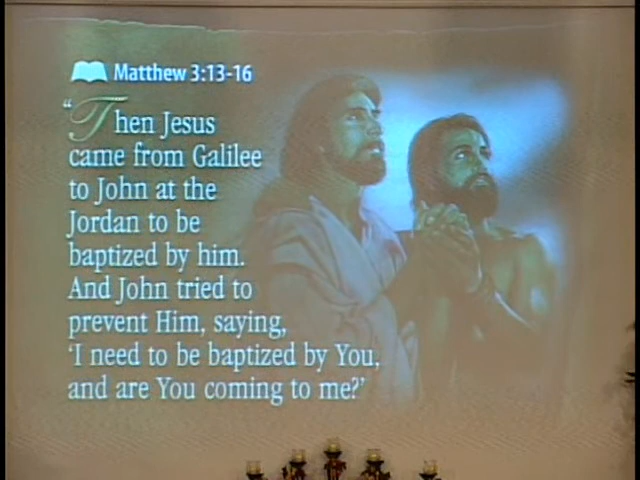 Matthew 3:13-16
“Then Jesus
came from Galilee
to John at the
Jordan to be
baptized by him.
And John tried to
prevent Him, saying,
‘I need to be baptized by You,
and are You coming to me?’